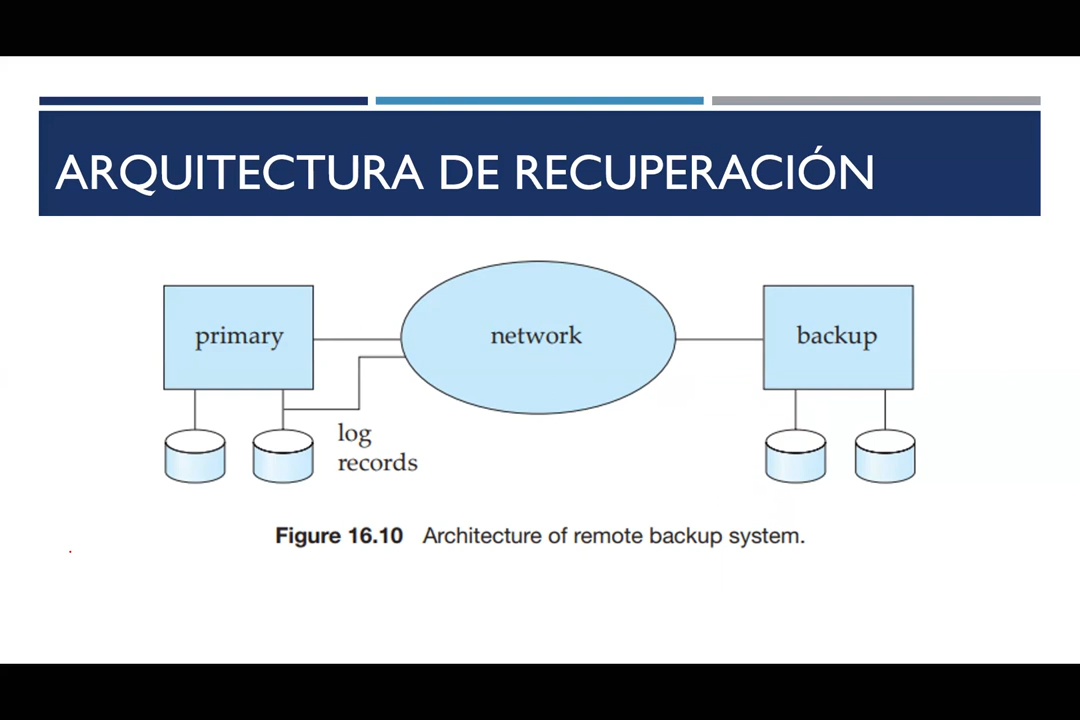 ARQUITECTURA DE RECUPERACIÓN
primary
network
backup
log
records
Figure 16.10 Architecture of remote backup system.